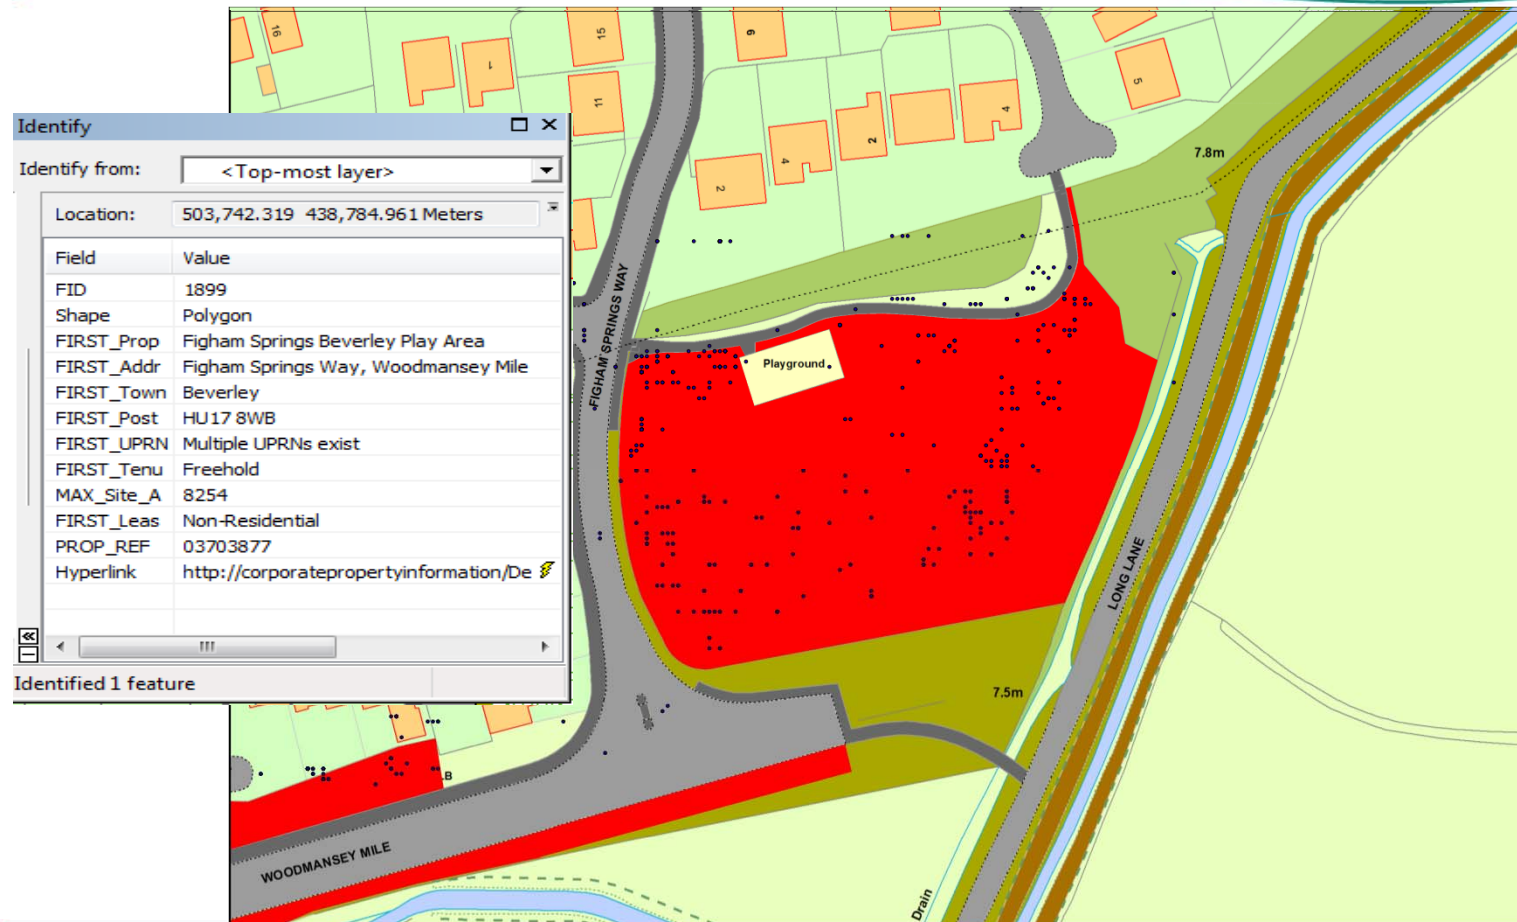 16
1
15
11
9
2
4
2
4
5
7.8m
Identify
Identify from:
<Top-most layer>
Location:
503,742.319 438,784.961 Meters
Field Value
FID 1899
Shape Polygon
FIRST_Prop Figham Springs Beverley Play Area
FIRST_Addr Figham Springs Way, Woodmansey Mile
FIRST_Town Beverley
FIRST_Post HU17 8WB
FIRST_UPRN Multiple UPRNs exist
FIRST_Tenu Freehold
MAX_Site_A 8254
FIRST_Leas Non-Residential
PROP_REF 03703877
Hyperlink http://corporatepropertyinformation/De
Identified 1 feature
FIGHAM SPRINGS WAY
Playground
LONG LANE
7.5m
.B
WOODMANSEY MILE
Drain